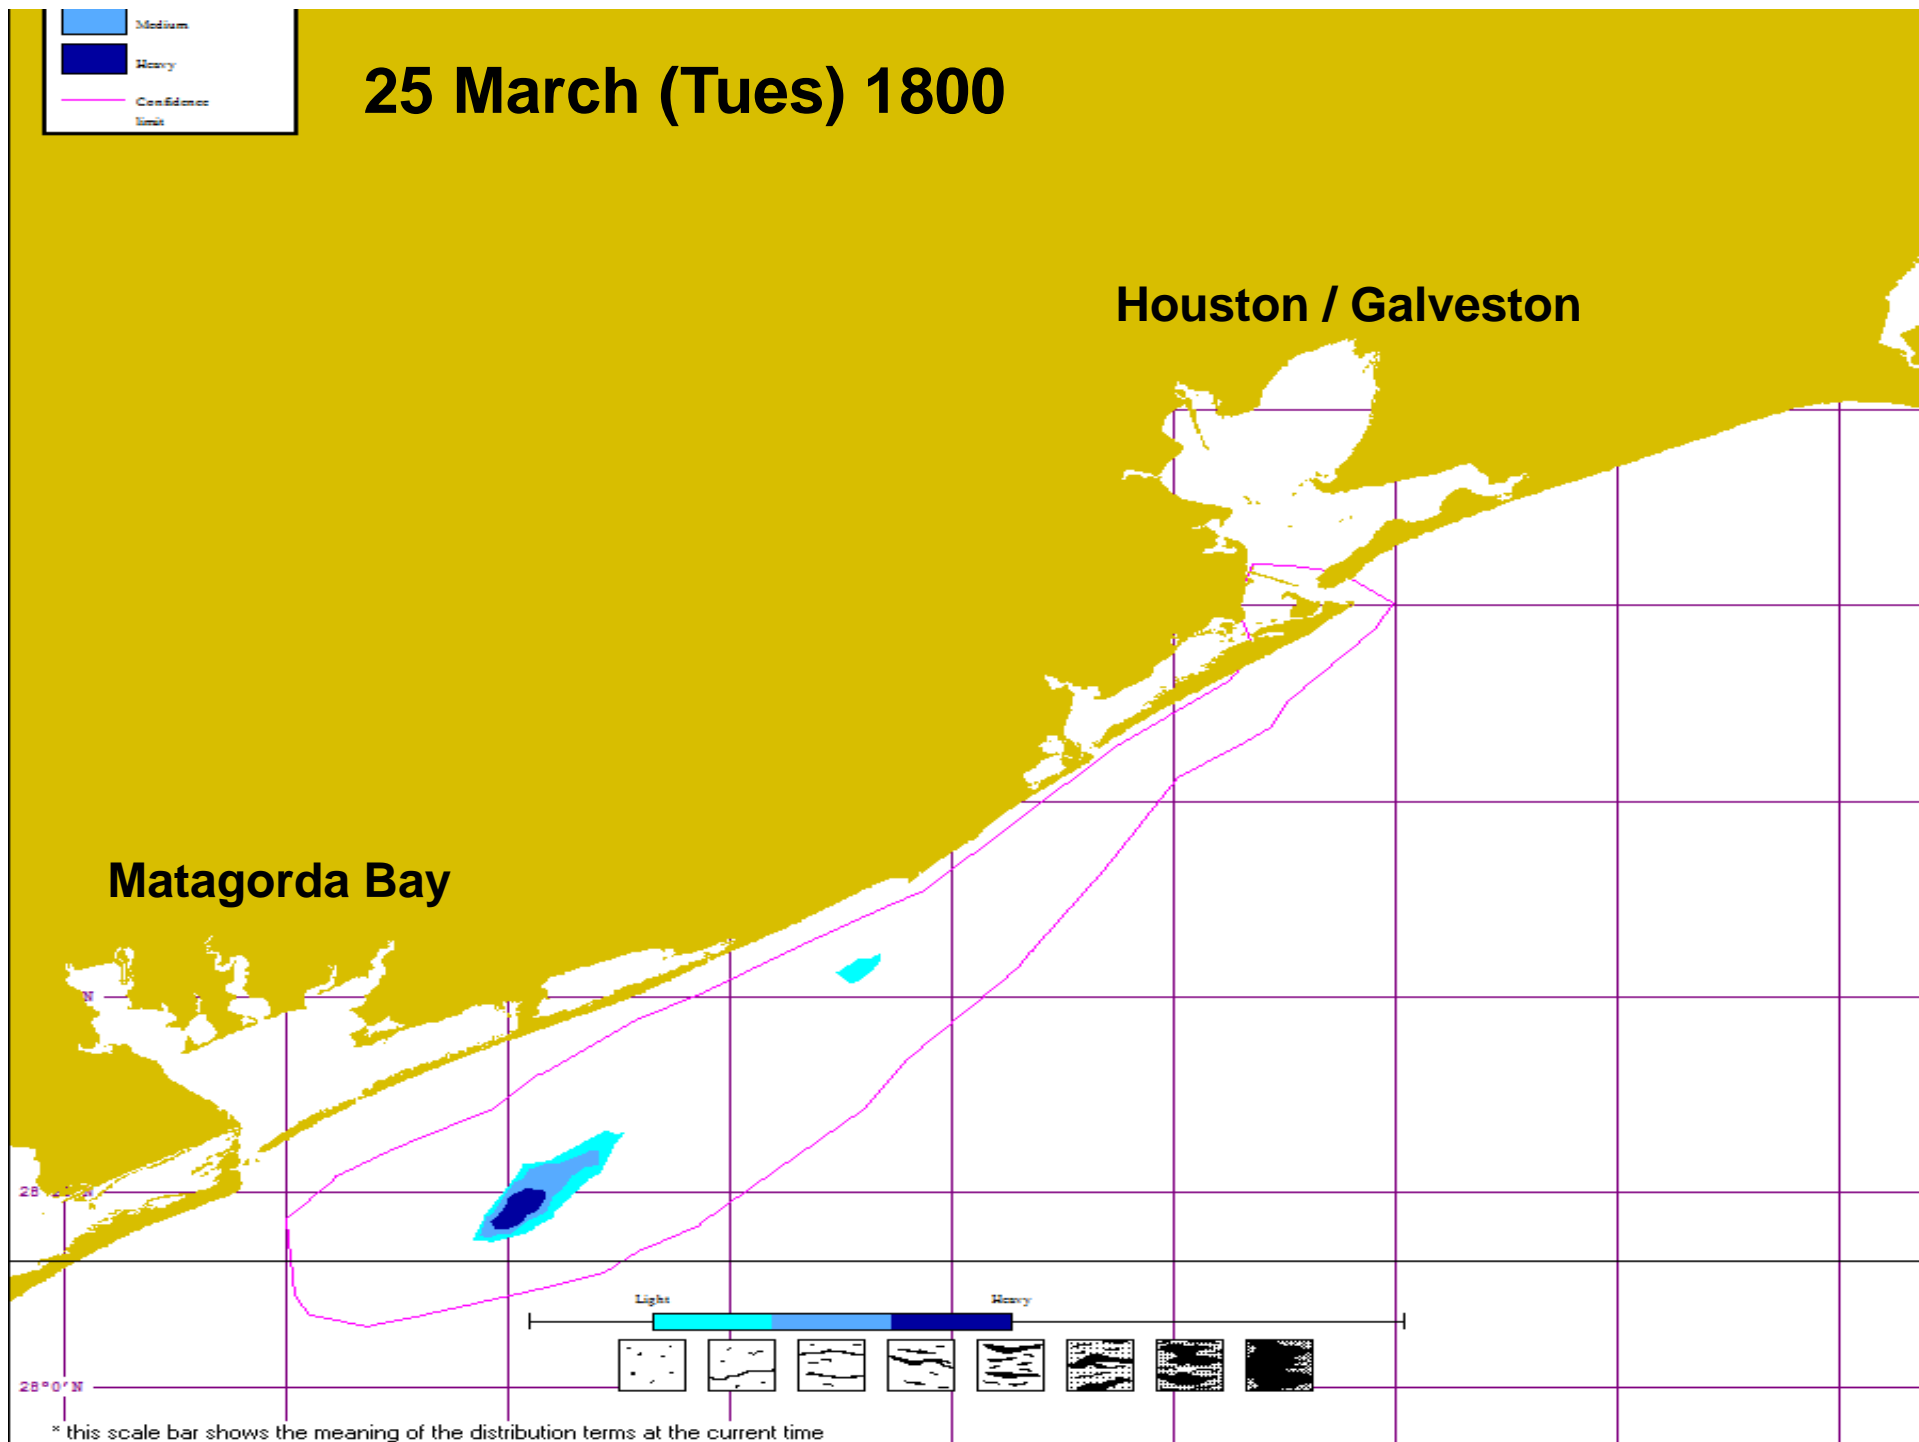 Medium
Heavy
Confidence
limit
25 March (Tues) 1800
Houston / Galveston
Matagorda Bay
N
28° N
Light
Heavy
28°0'N
* this scale bar shows the meaning of the distribution terms at the current time